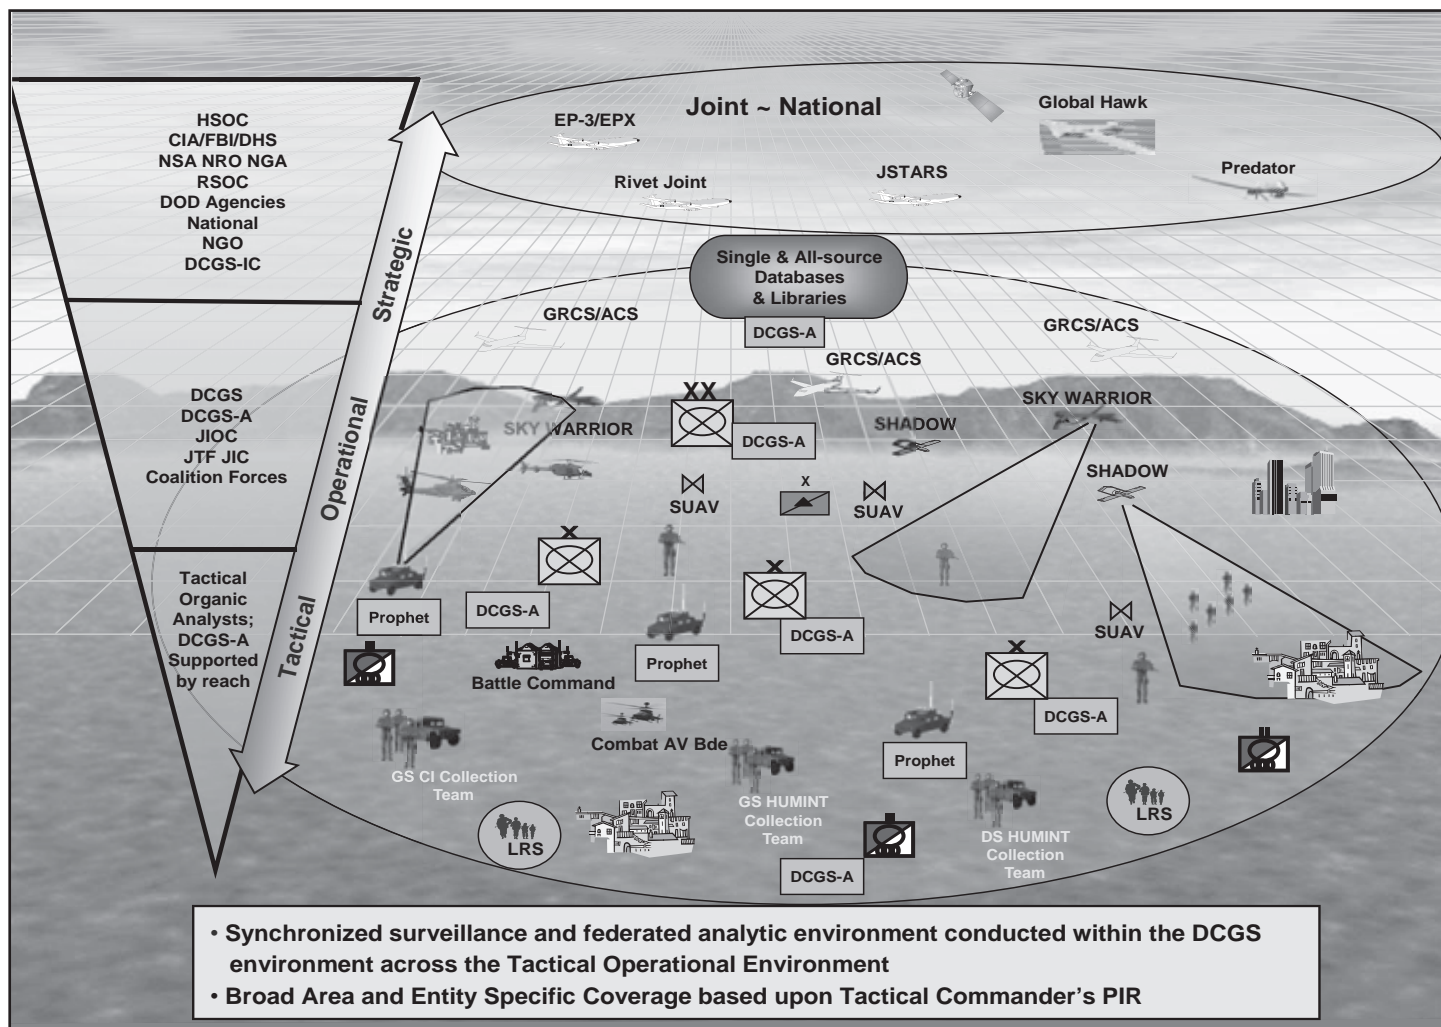 HSOC
CIA/FBI/DHS
NSA NRO NGA
RSOC
DOD Agencies
National
NGO
DCGS-IC
DCGS
DCGS-A
JIOC
JTF JIC
Coalition Forces
Tactical
Organic
Analysts;
DCGS-A
Supported
by reach
Strategic
Operational
Tactical
Joint ~ National
EP-3/EPX
Global Hawk
Rivet Joint
JSTARS
Predator
Single & All-source
Databases
& Libraries
DCGS-A
GRCS/ACS
GRCS/ACS
GRCS/ACS
XX
SKY WARRIOR
DCGS-A
SHADOW
SKY WARRIOR
SUAV
X
SUAV
SHADOW
X
X
Prophet
DCGS-A
DCGS-A
SUAV
Battle Command
Prophet
X
DCGS-A
Combat AV Bde
Prophet
GS CI Collection
Team
GS HUMINT
Collection
Team
DS HUMINT
Collection
Team
LRS
LRS
DCGS-A
• Synchronized surveillance and federated analytic environment conducted within the DCGS
environment across the Tactical Operational Environment
• Broad Area and Entity Specific Coverage based upon Tactical Commander's PIR